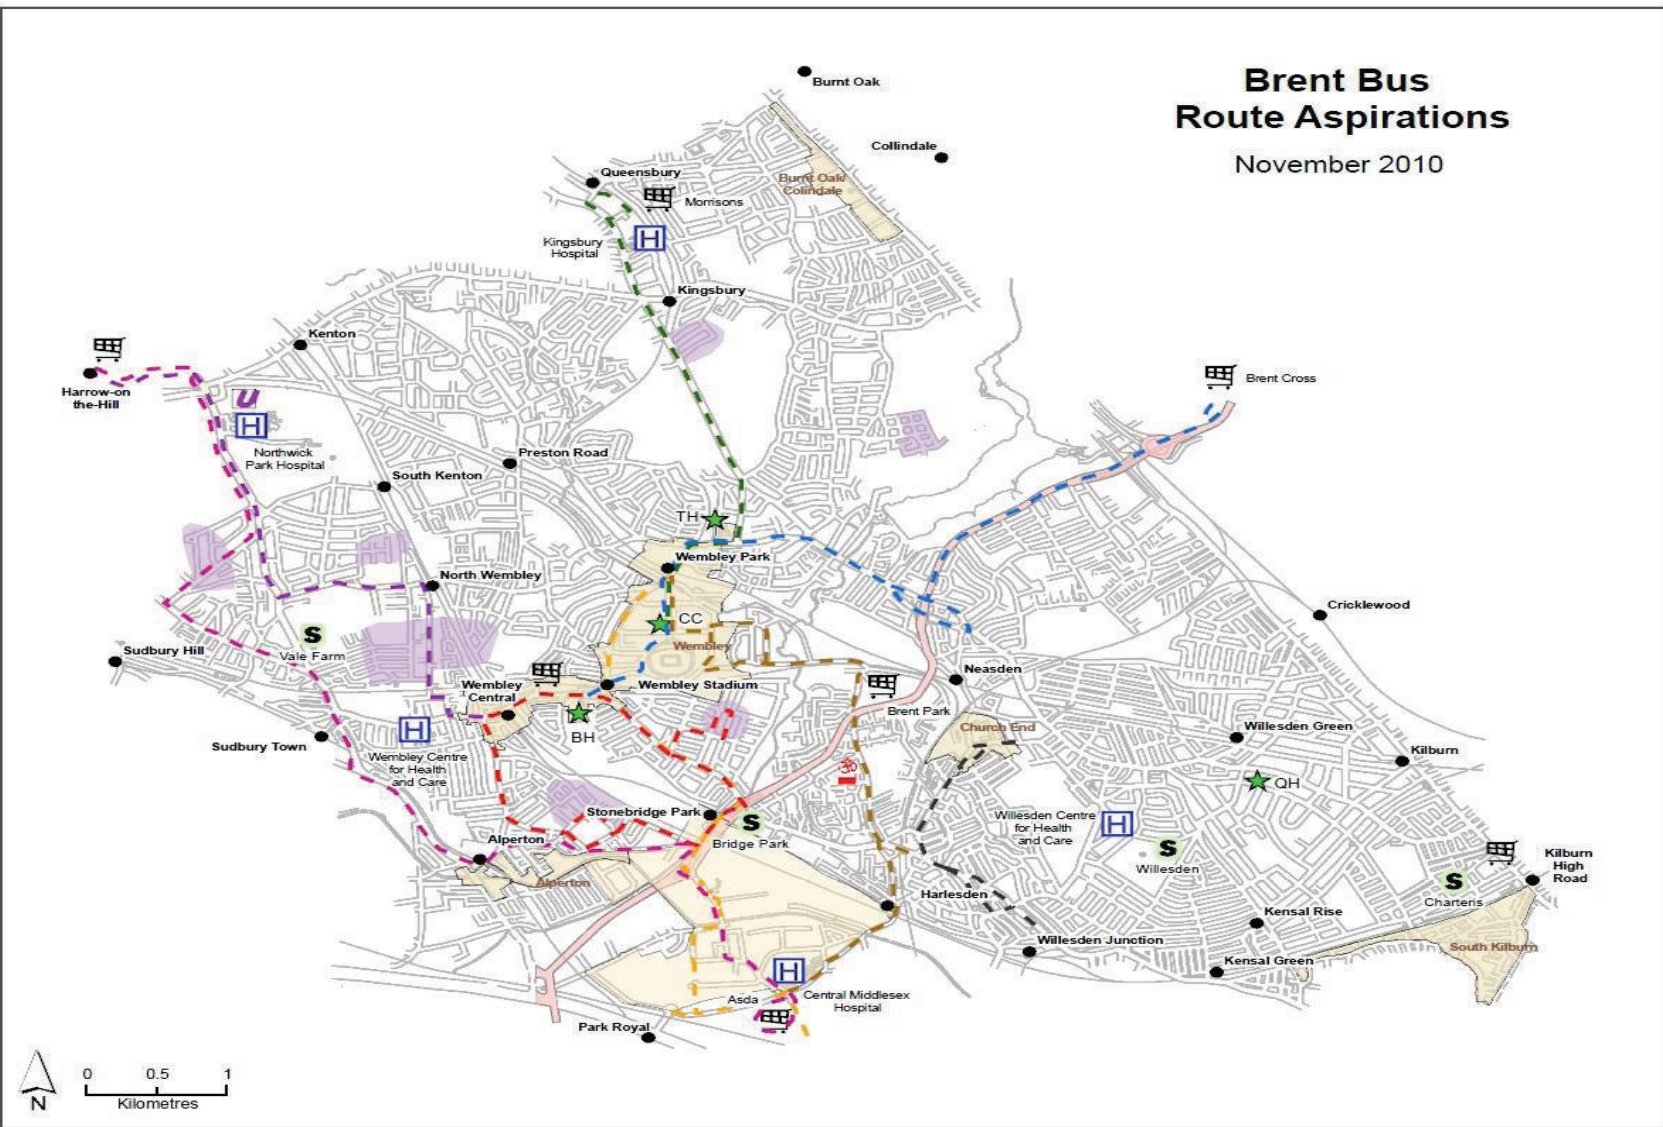 Brent Bus
Route Aspirations
November 2010
Burnt Oak
Collindale
Queensbury
Morrisons
Burnt Oak/
Colindale
Kingsbury
Hospital
H
Kingsbury
Kenton
Harrow-on
the-Hill
U
H
Northwick
Park Hospital
Brent Cross
Preston Road
South Kenton
TH
Wembley Park
North Wembley
Cricklewood
CC
Wembley
S
Vale Farm
Sudbury Hill
Neasden
Wembley
Central
Wembley Stadium
Brent Park
BH
Church End
Willesden Green
Sudbury Town
H
Wembley Centre
for Health
and Care
Kilburn
QH
Stonebridge Park
S
Bridge Park
Willesden Centre
for Health
and Care
H
S
Willesden
Alperton
Alperton
Kilburn
High
Road
S
Charteris
Harlesden
Kensal Rise
Willesden Junction
South Kilburn
Kensal Green
H
Asda
Central Middlesex
Hospital
Park Royal
N
0 0.5 1
Kilometres